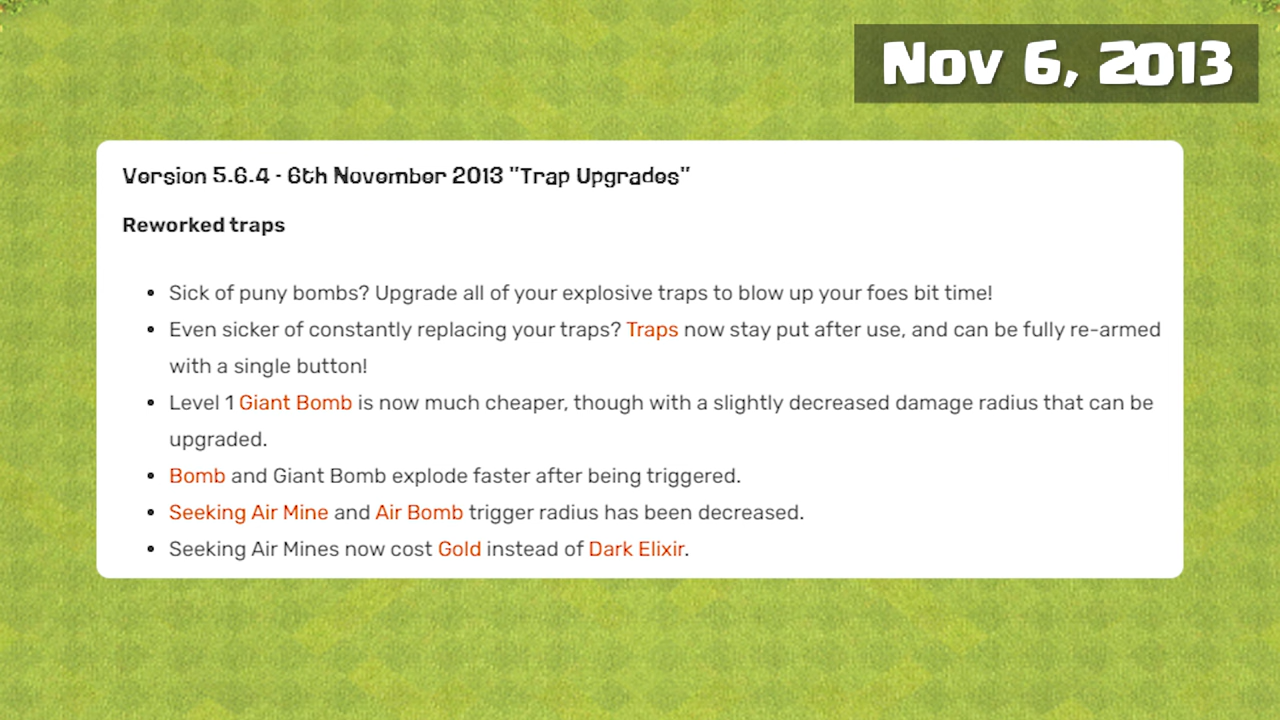 Nov 6, 2013
Version 5.6.4 - 6th November 2013 "Trap Upgrades"
Reworked traps
• Sick of puny bombs? Upgrade all of your explosive traps to blow up your foes bit time!
• Even sicker of constantly replacing your traps? Traps now stay put after use, and can be fully re-armed
with a single button!
• Level 1 Giant Bomb is now much cheaper, though with a slightly decreased damage radius that can be
upgraded.
• Bomb and Giant Bomb explode faster after being triggered.
• Seeking Air Mine and Air Bomb trigger radius has been decreased.
• Seeking Air Mines now cost Gold instead of Dark Elixir.